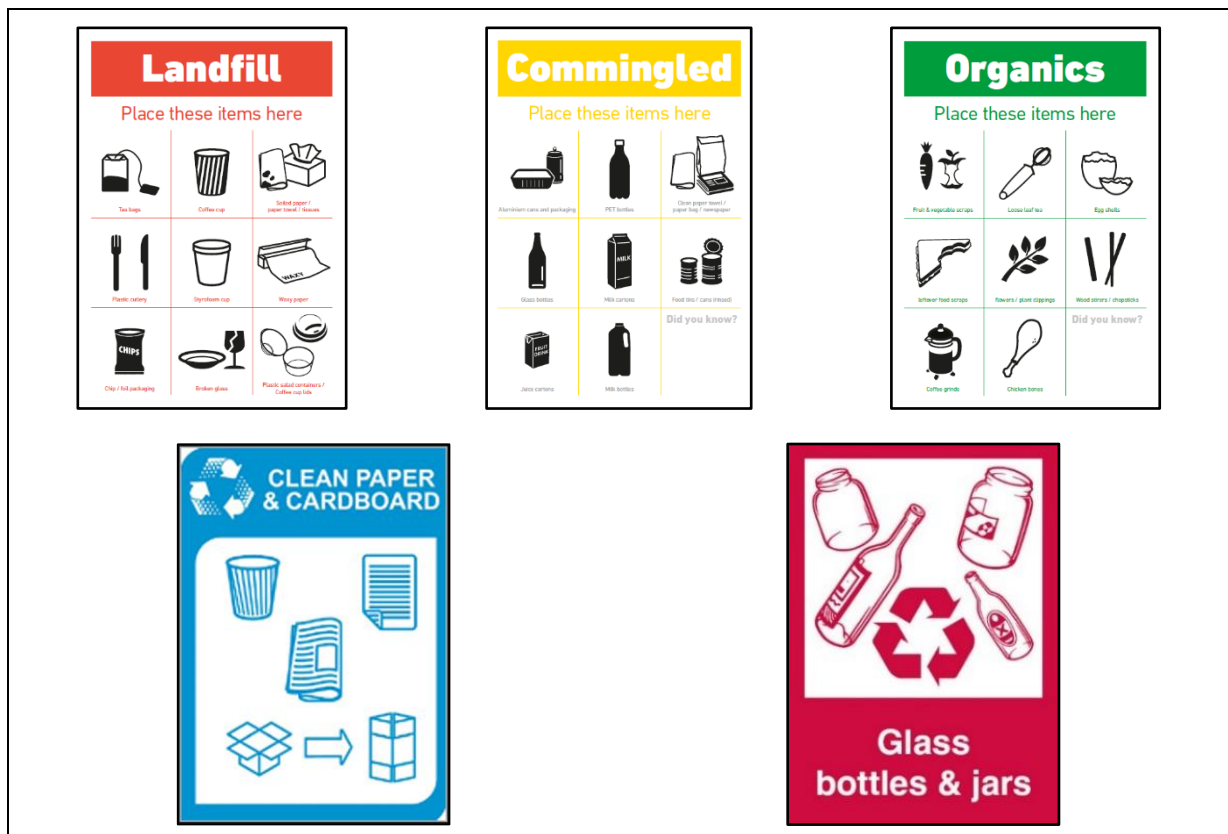 Landfill
Place these items here
Tea bags
Coffee cup
Soiled paper /
paper towel / tissues
Plastic cutlery
Styrofoam cup
WAXY
Waxy paper
CHIPS
Chip / foil packaging
Broken glass
Plastic salad containers /
Coffee cup lids
Commingled
Place these items here
Aluminium cans and packaging
PET bottles
Clean paper towel /
paper bag / newspaper
Glass bottles
MILK
Milk cartons
Food tins / cans (rinsed)
FRUIT
DRINK
Juice cartons
Milk bottles
Did you know?
Organics
Place these items here
Fruit & vegetable scraps
Loose leaf tea
Egg shells
leftover food scraps
flowers / plant clippings
Wood stirrers / chopsticks
Coffee grinds
Chicken bones
Did you know?
CLEAN PAPER
& CARDBOARD
Glass
bottles & jars